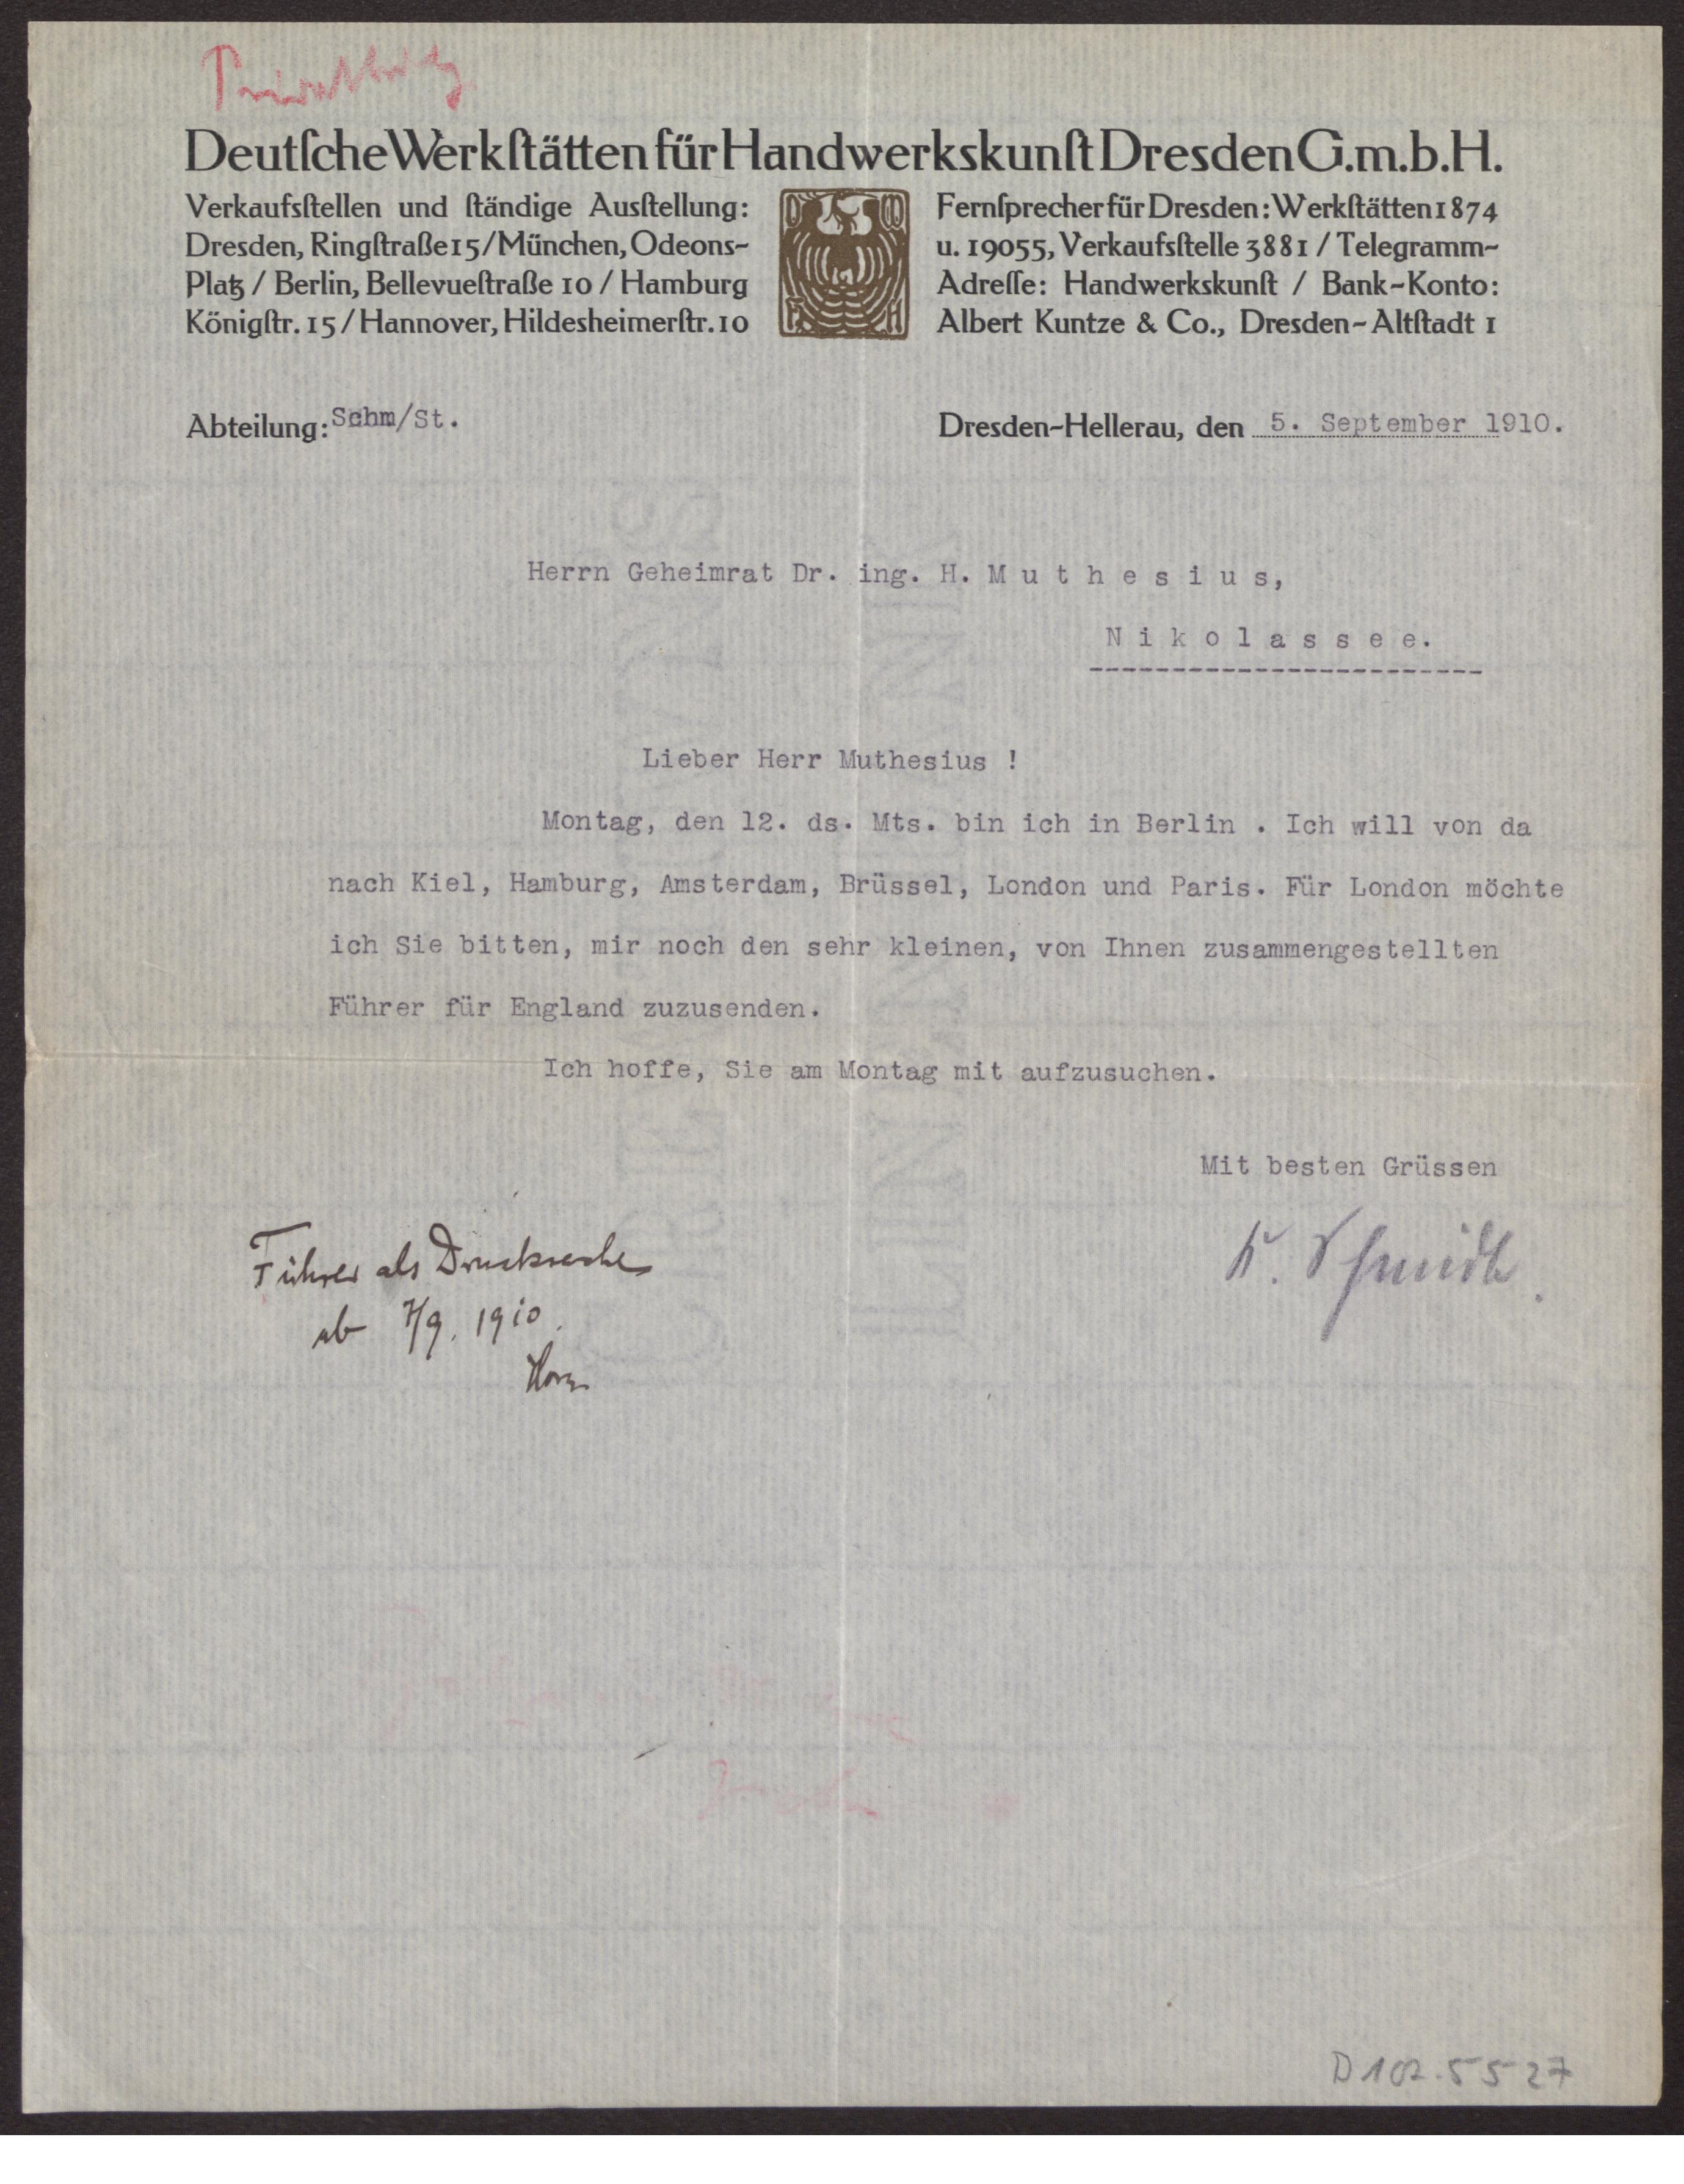 Deutſche Werkſtätten für Handwerkskunſt Dresden G.m.b.H.
Verkaufsſtellen und ſtändige Ausſtellung:
Dresden, Ringſtraße 15 / München, Odeons-
Platz / Berlin, Bellevueſtraße 10 / Hamburg
Königſtr. 15 / Hannover, Hildesheimerſtr. 10
Fernſprecher für Dresden: Werkſtätten 1874
u. 19055, Verkaufsſtelle 3881 / Telegramm-
Adreſſe: Handwerkskunſt / Bank-Konto:
Albert Kuntze & Co., Dresden-Altſtadt 1
Abteilung: Schm/St.
Dresden-Hellerau, den 5. September 1910.
Herrn Geheimrat Dr. ing. H. M u t h e s i u s,
N i k o l a s s e e.
Lieber Herr Muthesius !
Montag, den 12. ds. Mts. bin ich in Berlin . Ich will von da
nach Kiel, Hamburg, Amsterdam, Brüssel, London und Paris. Für London möchte
ich Sie bitten, mir noch den sehr kleinen, von Ihnen zusammengestellten
Führer für England zuzusenden.
Ich hoffe, Sie am Montag mit aufzusuchen.
Mit besten Grüssen
K. Schmidt.
Führer als Drucksache
ab 7/9. 1910.
D 102-5527